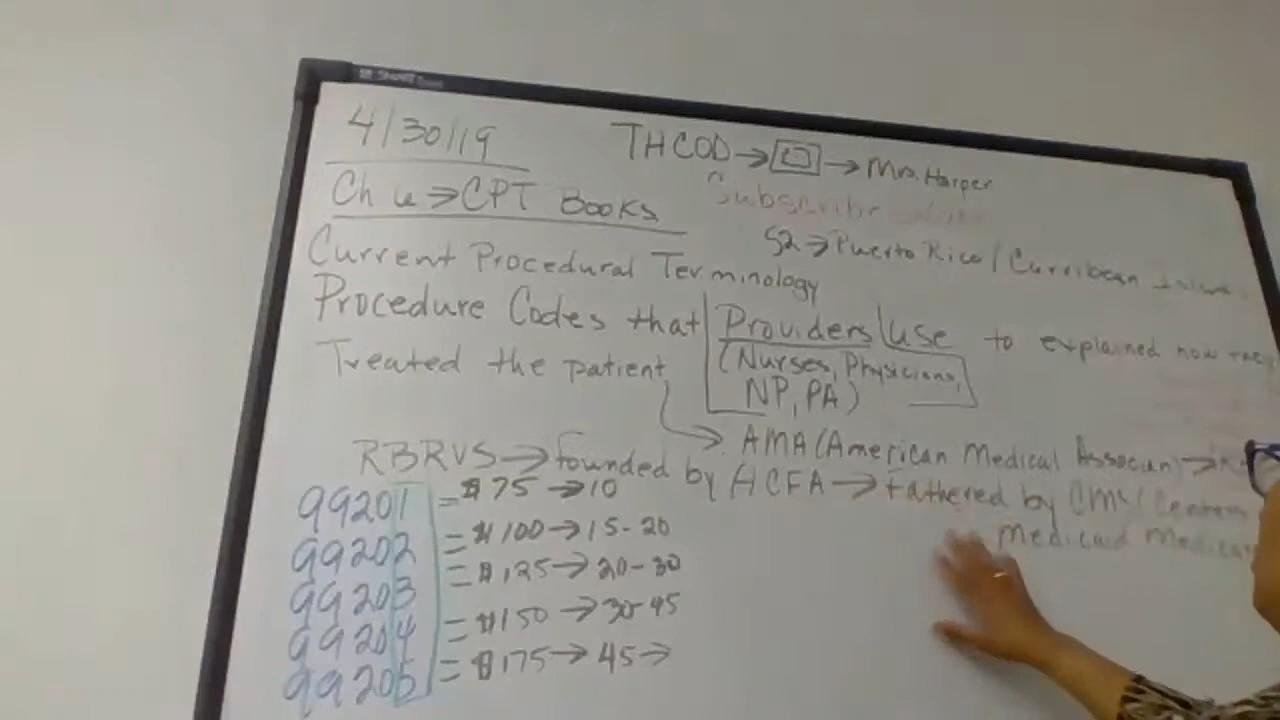 SMART
4/30/19
THCOD → → Mrs. Harper
Ch 4 → CPT Books
Subscribe
52 → Puerto Rico / Curribean
Current Procedural Terminology
Procedure Codes that Providers use to explained how they
(Nurses, Physicians,
NP, PA)
Treated the patient
→ AMA (American Medical Associan) →
RBRVS → founded by HCFA → Fathered by CMS (Centers
Medicaid Medicare
99201 = $75 → 10
99202 = $100 → 15-20
99203 = $125 → 20-30
99204 = $150 → 30-45
99205 = $175 → 45 →